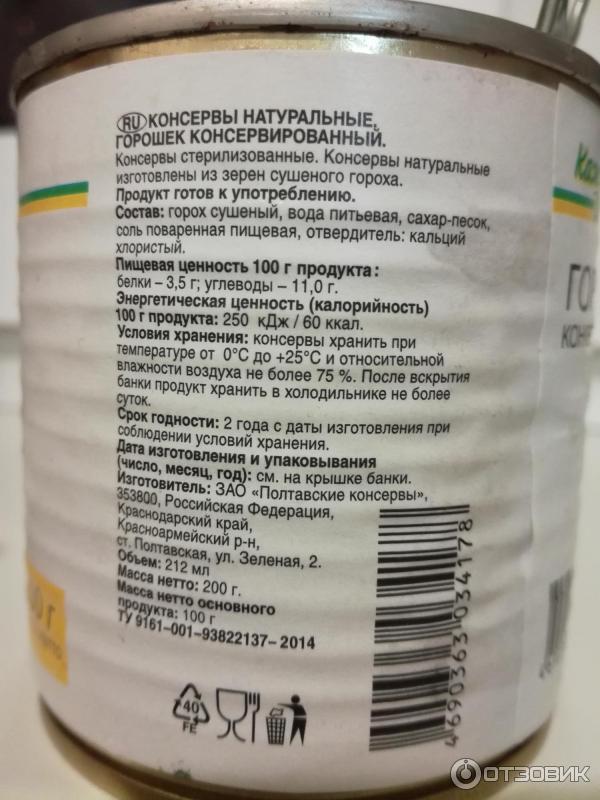 RU КОНСЕРВЫ НАТУРАЛЬНЫЕ,
ГОРОШЕК КОНСЕРВИРОВАННЫЙ.
Консервы стерилизованные. Консервы натуральные
изготовлены из зерен сушеного гороха.
Продукт готов к употреблению.
Состав: горох сушеный, вода питьевая, сахар-песок,
соль поваренная пищевая, отвердитель: кальций
хлористый.
Пищевая ценность 100 г продукта:
белки – 3,5 г; углеводы – 11,0 г.
Энергетическая ценность (калорийность)
100 г продукта: 250 кДж / 60 ккал.
Условия хранения: консервы хранить при
температуре от 0°С до +25°С и относительной
влажности воздуха не более 75 %. После вскрытия
банки продукт хранить в холодильнике не более
суток.
Срок годности: 2 года с даты изготовления при
соблюдении условий хранения.
Дата изготовления и упаковывания
(число, месяц, год): см. на крышке банки.
Изготовитель: ЗАО «Полтавские консервы»,
353800, Российская Федерация,
Краснодарский край,
Красноармейский р-н,
ст. Полтавская, ул. Зеленая, 2.
Объем: 212 мл
Масса нетто: 200 г.
Масса нетто основного
продукта: 100 г
ТУ 9161-001-93822137-2014
40
FE
4690363034178
ОТЗОВИК